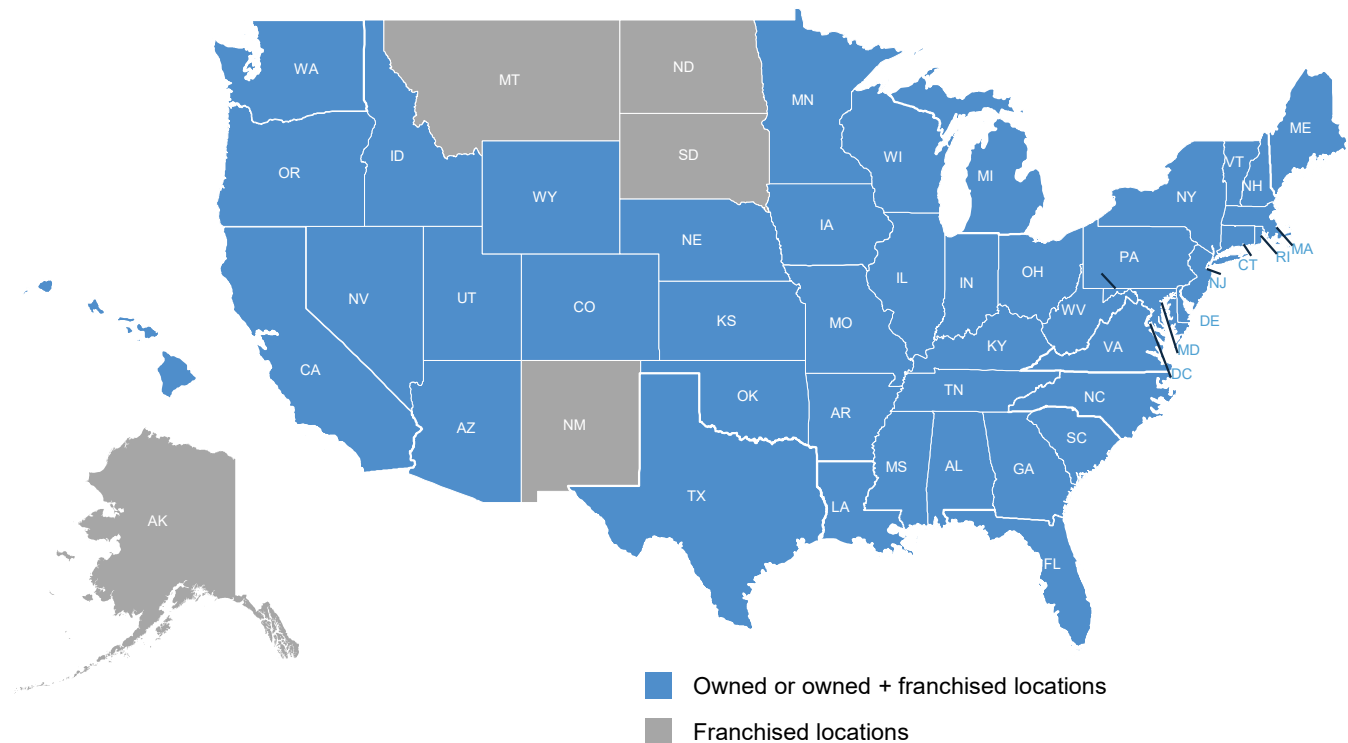 WA
MT
ND
MN
OR
ID
SD
WI
MI
ME
VT
NH
NY
WY
IA
NE
PA
MA
RI
CT
NV
UT
CO
IL
IN
OH
NJ
KS
MO
WV
DE
KY
VA
MD
CA
DC
AZ
NM
OK
AR
TN
NC
SC
MS
AL
GA
TX
LA
AK
FL
Owned or owned + franchised locations
Franchised locations